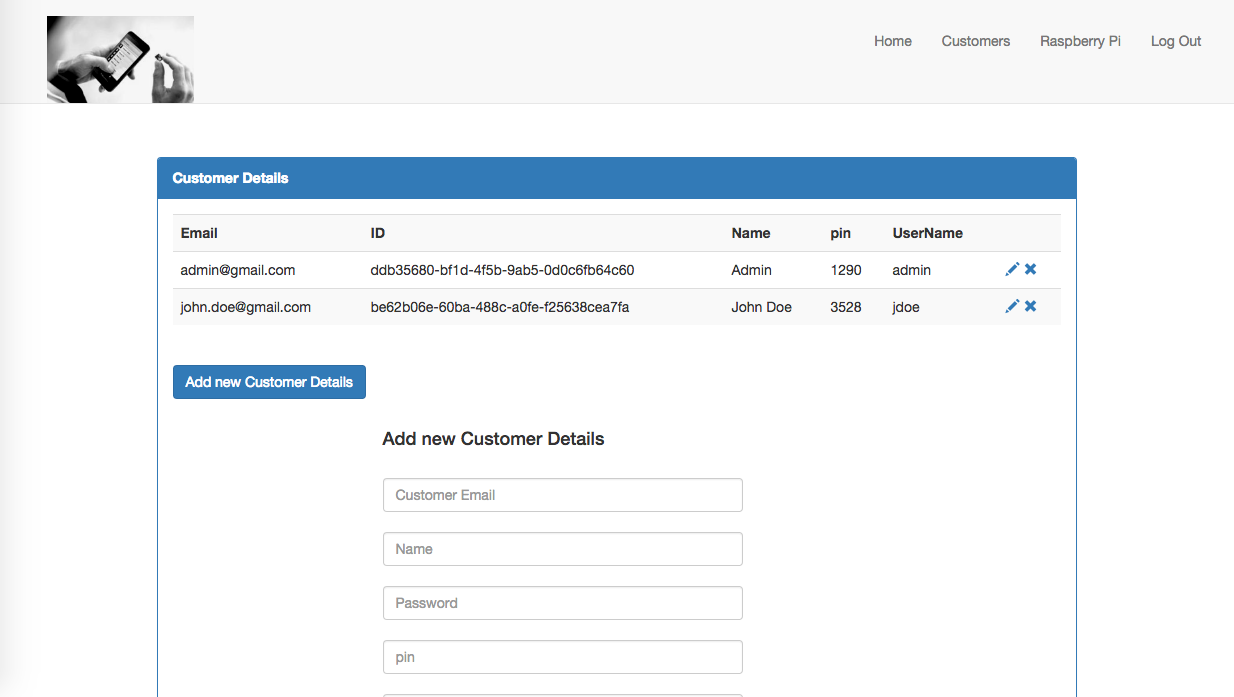 Home Customers Raspberry Pi Log Out
Customer Details
Email ID Name pin UserName
admin@gmail.com ddb35680-bf1d-4f5b-9ab5-0d0c6fb64c60 Admin 1290 admin
john.doe@gmail.com be62b06e-60ba-488c-a0fe-f25638cea7fa John Doe 3528 jdoe
Add new Customer Details
Add new Customer Details
Customer Email
Name
Password
pin